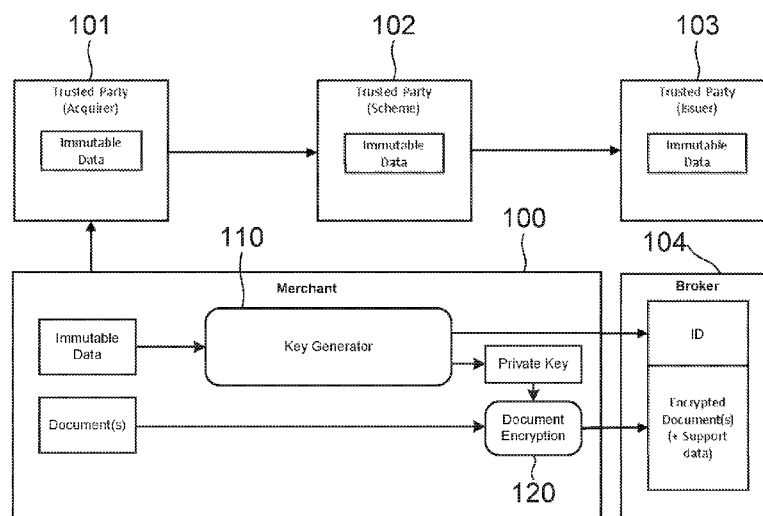 101
102
103
Trusted Party
(Acquirer)
Trusted Party
(Scheme)
Trusted Party
(Issuer)
Immutable
Data
Immutable
Data
Immutable
Data
110
100
104
Merchant
Broker
Immutable
Data
Key Generator
ID
Private Key
Document(s)
Document
Encryption
Encrypted
Document(s)
(+ Support
data)
120